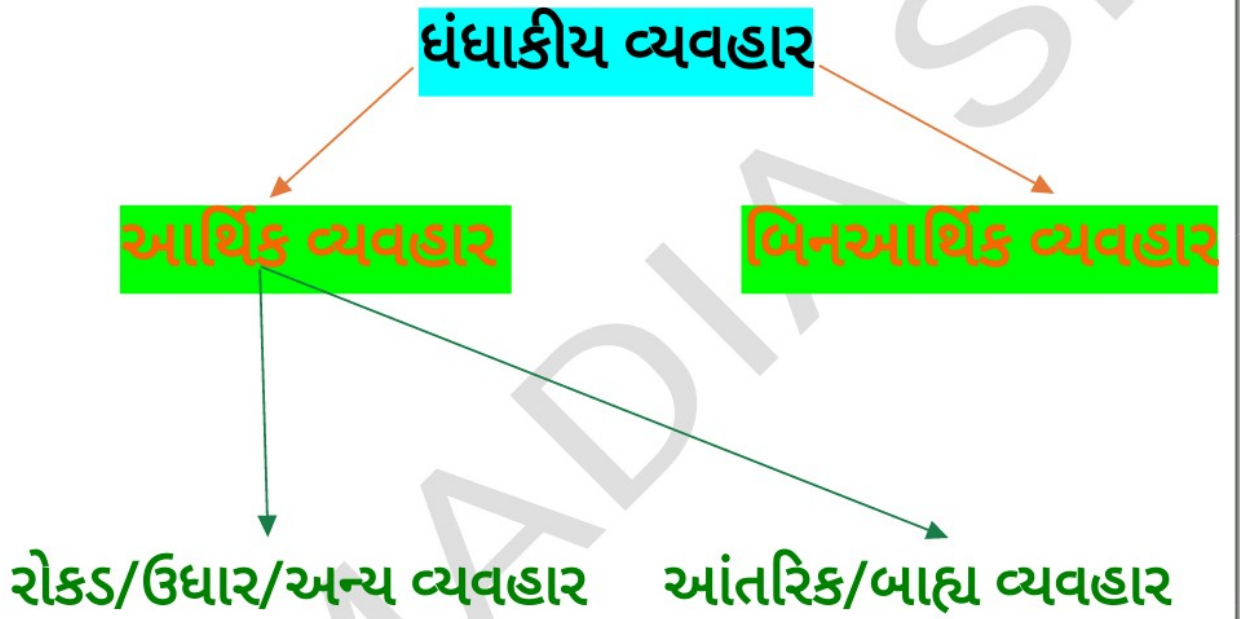 ધંધાકીય વ્યવહાર
આર્થિક વ્યવહાર
બિનઆર્થિક વ્યવહાર
રોકડ/ઉધાર/અન્ય વ્યવહાર
આંતરિક/બાહ્ય વ્યવહાર